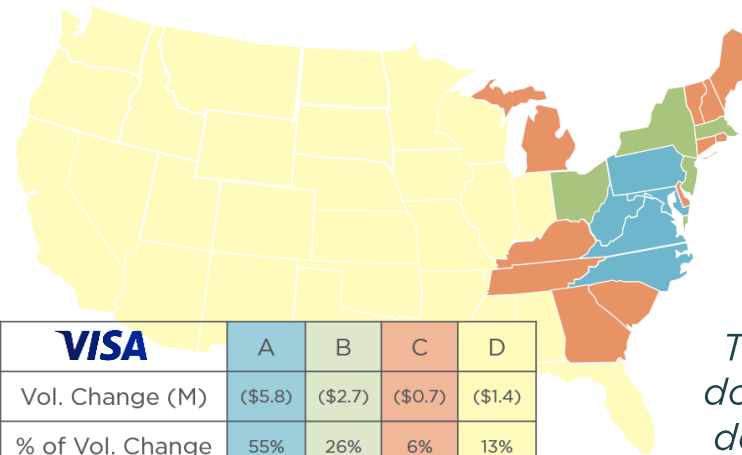 VISA A B C D
Vol. Change (M) ($5.8) ($2.7) ($0.7) ($1.4)
% of Vol. Change 55% 26% 6% 13%